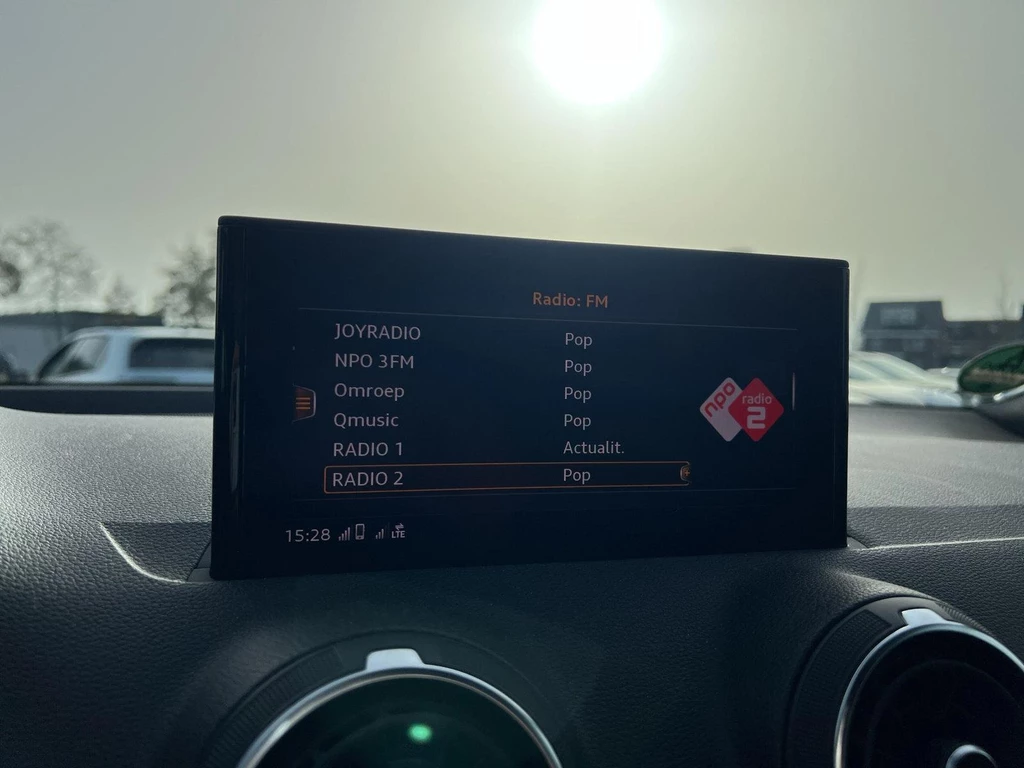 Radio: FM
JOYRADIO Pop
NPO 3FM Pop
Omroep Pop
Qmusic Pop
RADIO 1 Actualit.
RADIO 2 Pop
npo radio 2
15:28 LTE